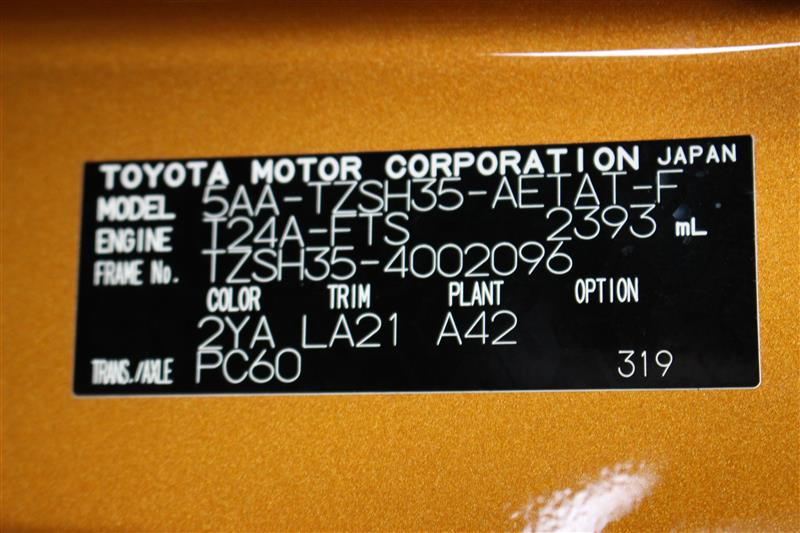 TOYOTA MOTOR CORPORATION JAPAN
MODEL 5AA-TZSH35-AETAT-F
ENGINE T24A-FTS 2393 mL
FRAME No. TZSH35-4002096
COLOR TRIM PLANT OPTION
2YA LA21 A42
TRANS./AXLE PC60 319